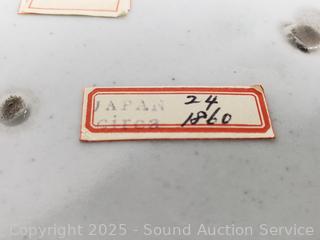 JAPAN 24
circa 1860
Copyright 2025 - Sound Auction Service